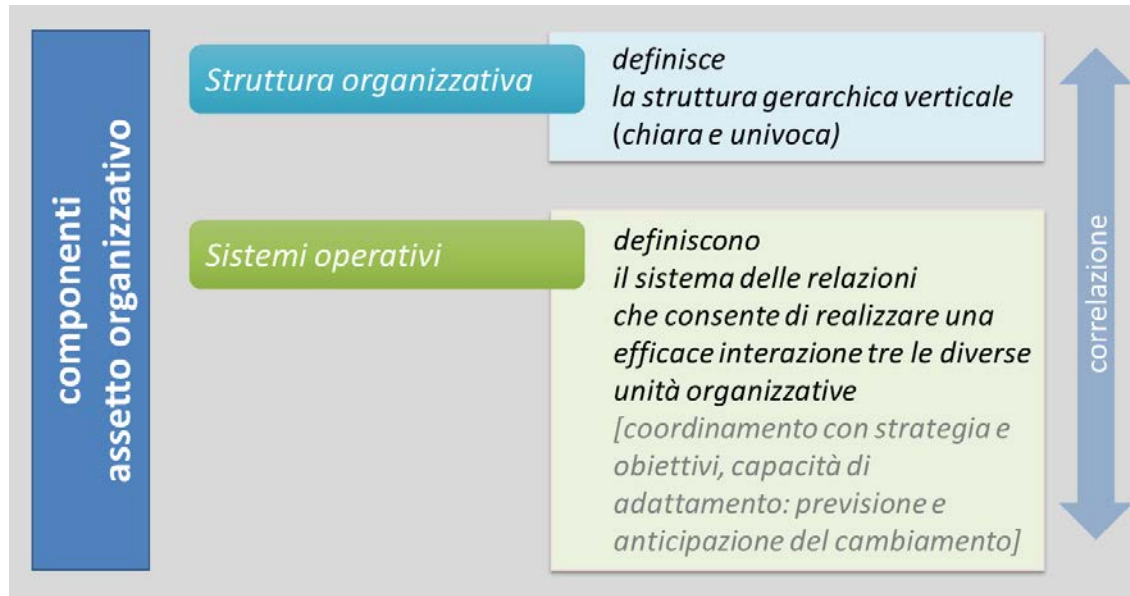 componenti
assetto organizzativo
Struttura organizzativa
definisce
la struttura gerarchica verticale
(chiara e univoca)
Sistemi operativi
definiscono
il sistema delle relazioni
che consente di realizzare una
efficace interazione tre le diverse
unità organizzative
[coordinamento con strategia e
obiettivi, capacità di
adattamento: previsione e
anticipazione del cambiamento]
correlazione